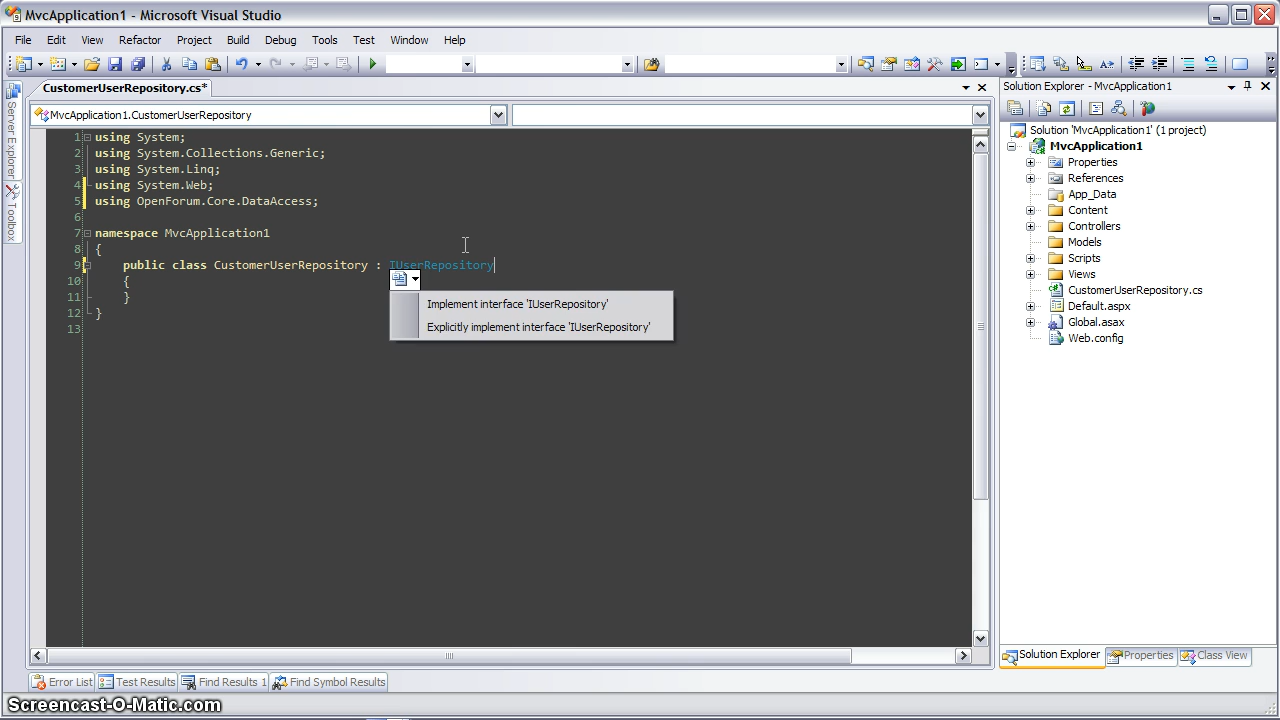 MvcApplication1 - Microsoft Visual Studio
File Edit View Refactor Project Build Debug Tools Test Window Help
CustomerUserRepository.cs*
MvcApplication1.CustomerUserRepository
Server Explorer
Toolbox
1 using System;
2 using System.Collections.Generic;
3 using System.Linq;
4 using System.Web;
5 using OpenForum.Core.DataAccess;
6
7 namespace MvcApplication1
8 {
9 public class CustomerUserRepository : IUserRepository
10 {
11 }
12 }
13
Implement interface 'IUserRepository'
Explicitly implement interface 'IUserRepository'
Solution Explorer - MvcApplication1
Solution 'MvcApplication1' (1 project)
MvcApplication1
Properties
References
App_Data
Content
Controllers
Models
Scripts
Views
CustomerUserRepository.cs
Default.aspx
Global.asax
Web.config
Solution Explorer Properties Class View
Error List Test Results Find Results 1 Find Symbol Results
Screencast-O-Matic.com